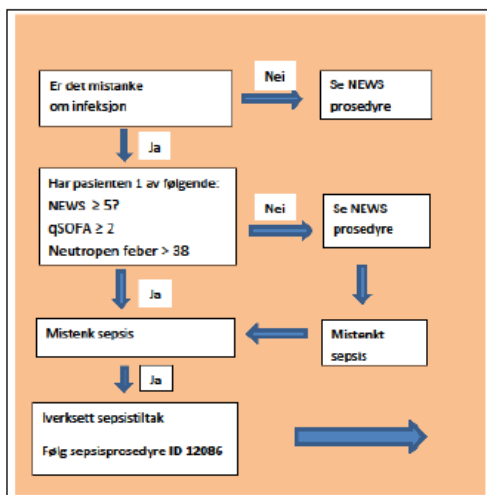 Er det mistanke
om infeksjon
Nei
Se NEWS
prosedyre
Ja
Har pasienten 1 av følgende:
NEWS ≥ 5?
qSOFA ≥ 2
Neutropen feber > 38
Nei
Se NEWS
prosedyre
Ja
Mistenk sepsis
Mistenkt
sepsis
Ja
Iverksett sepsistiltak
Følg sepsisprosedyre ID 12086